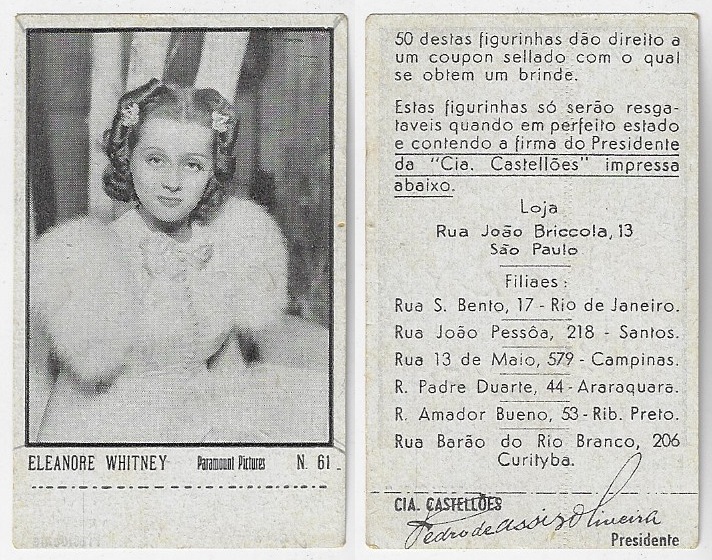 ELEANORE WHITNEY Paramount Pictures N. 61
50 destas figurinhas dão direito a
um coupon sellado com o qual
se obtem um brinde.
Estas figurinhas só serão resga-
taveis quando em perfeito estado
e contendo a firma do Presidente
da "Cia. Castellões" impressa
abaixo.
Loja
Rua João Briccola, 13
São Paulo
Filiaes :
Rua S. Bento, 17 - Rio de Janeiro.
Rua João Pessôa, 218 - Santos.
Rua 13 de Maio, 579 - Campinas.
R. Padre Duarte, 44 - Araraquara.
R. Amador Bueno, 53 - Rib. Preto.
Rua Barão do Rio Branco, 206
Curityba.
CIA. CASTELLÕES
Pedro de Assis Oliveira
Presidente